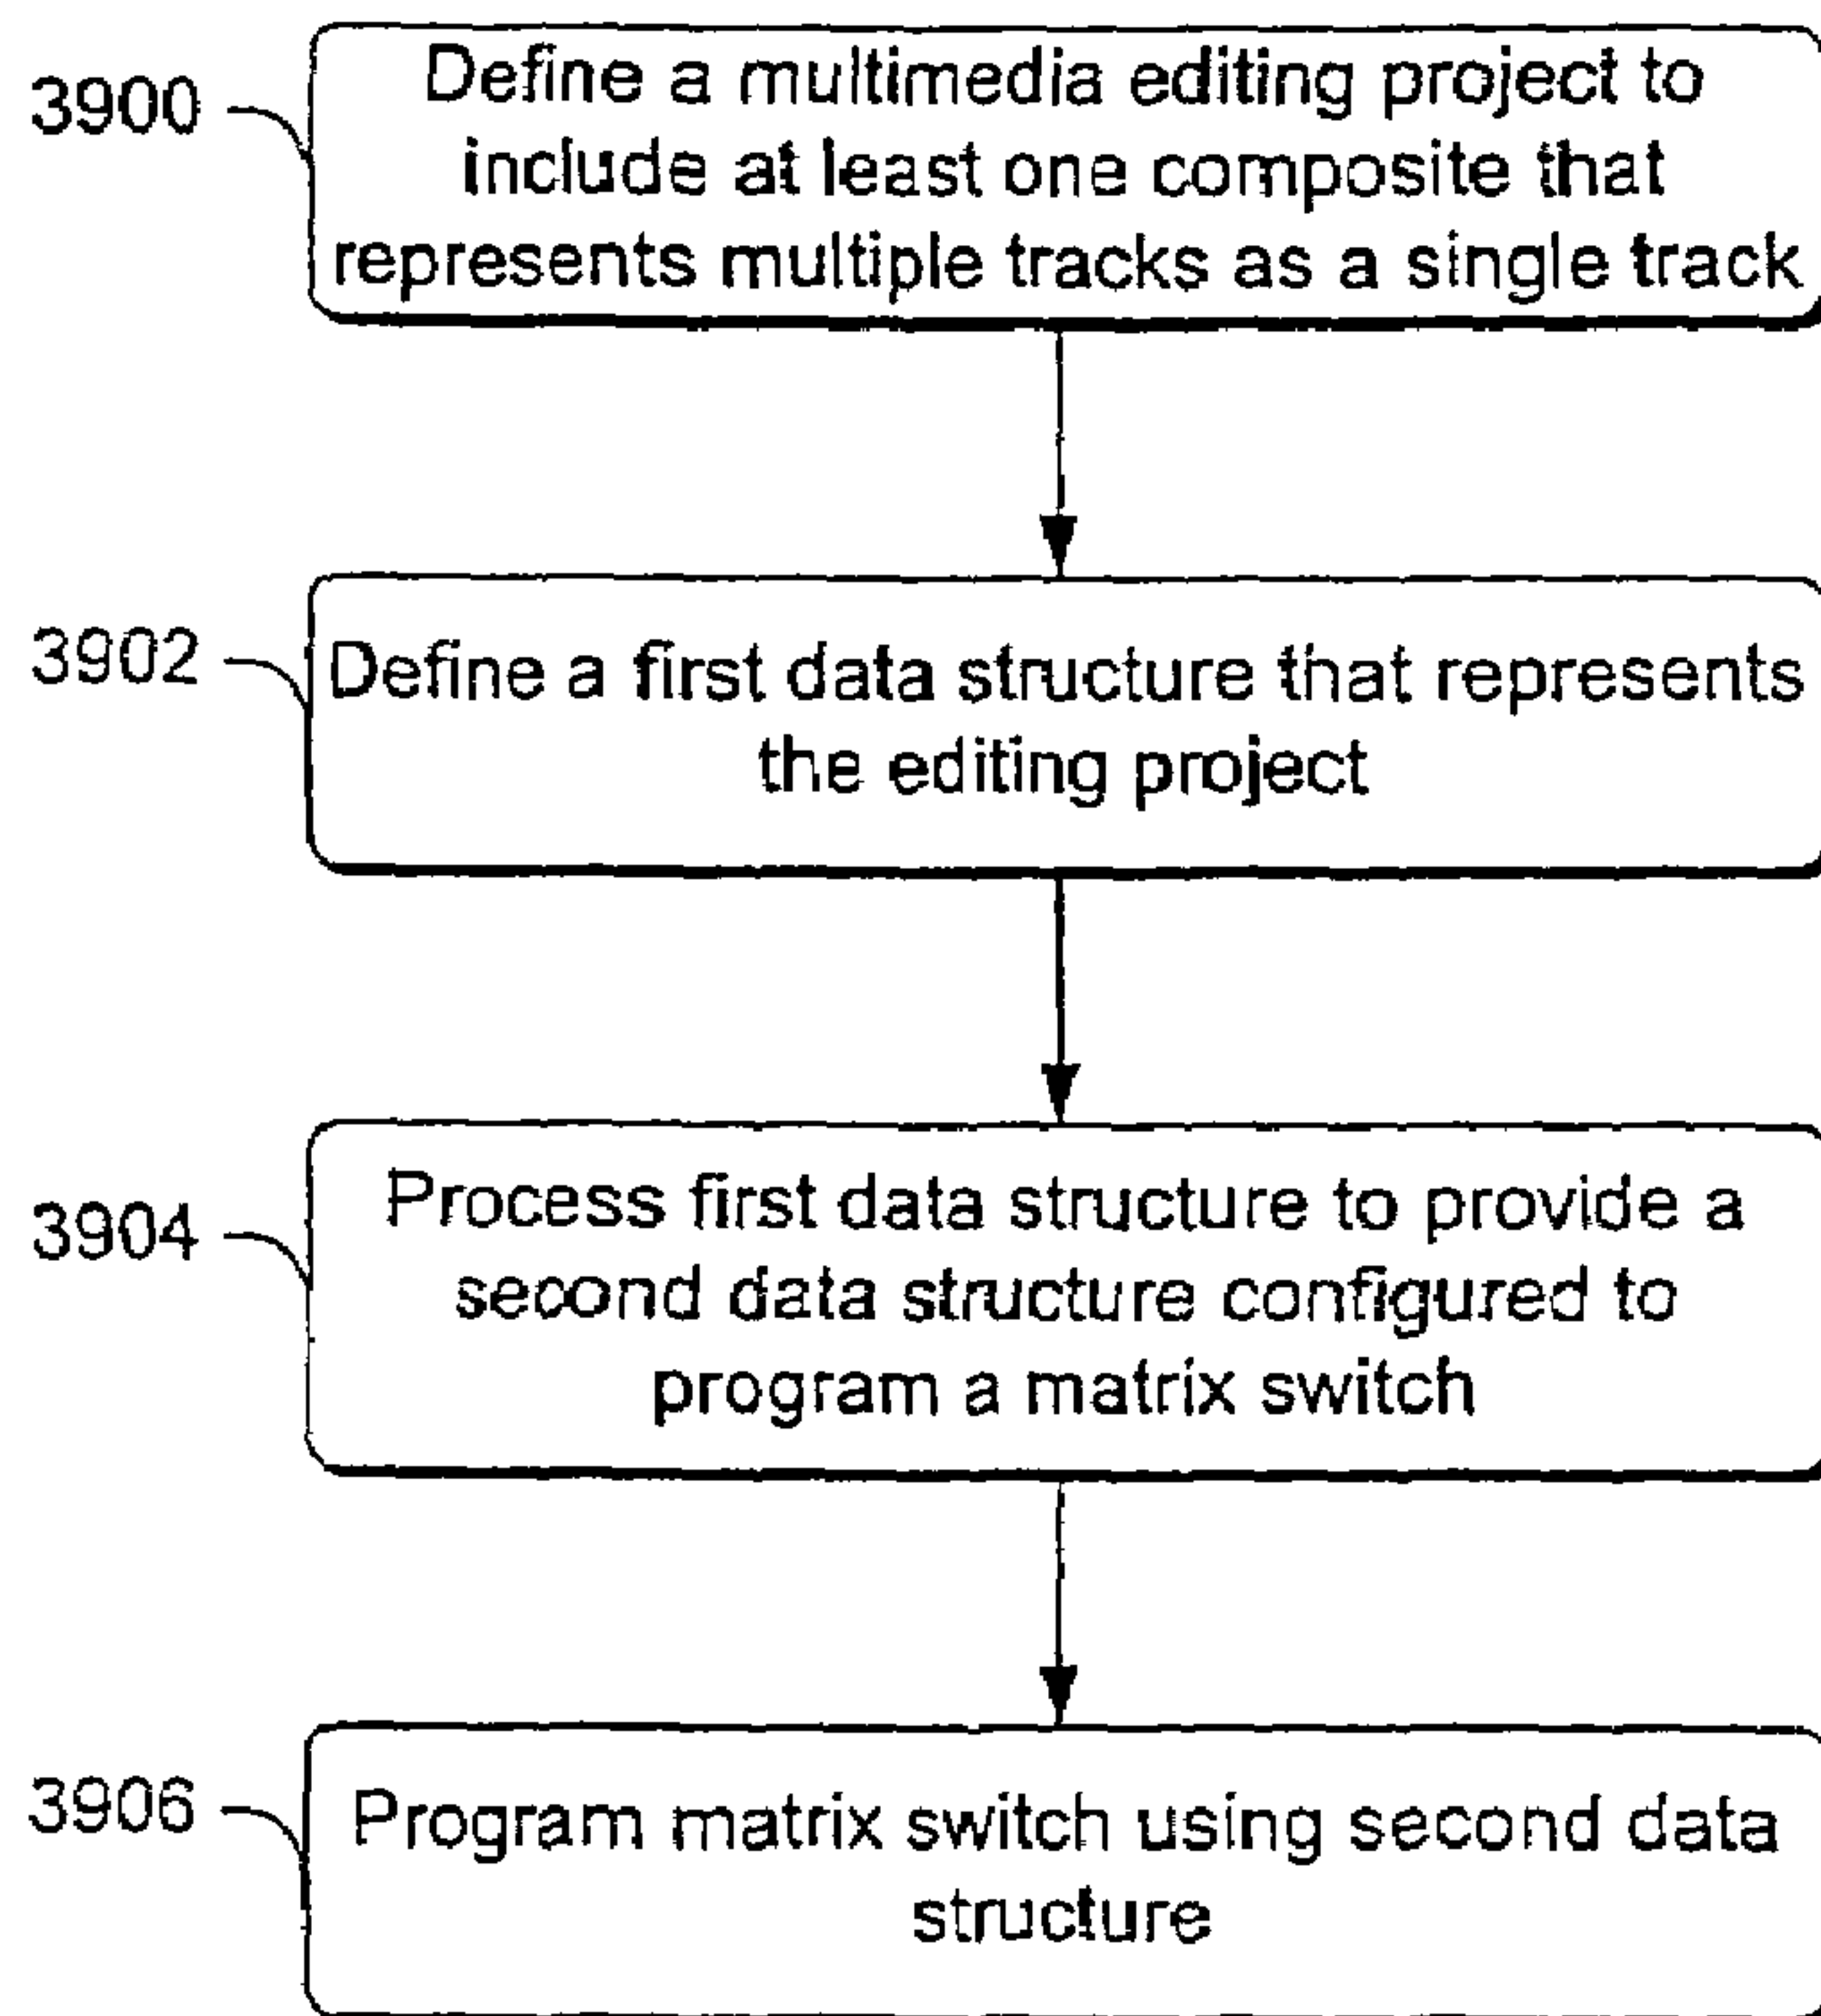 3900
Define a multimedia editing project to
include at least one composite that
represents multiple tracks as a single track
3902
Define a first data structure that represents
the editing project
3904
Process first data structure to provide a
second data structure configured to
program a matrix switch
3906
Program matrix switch using second data
structure